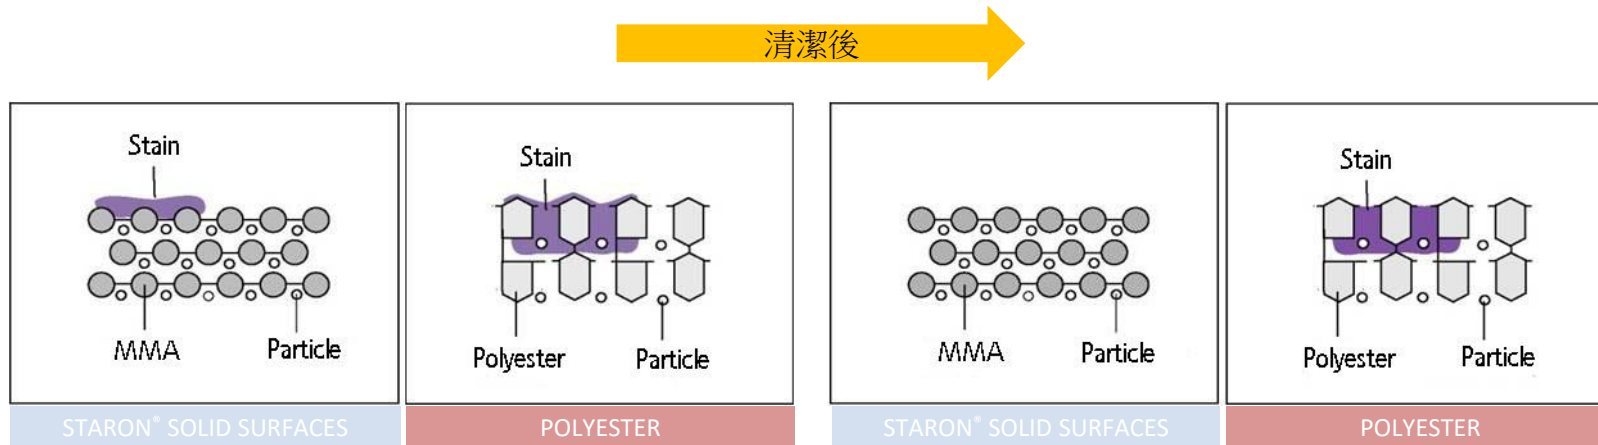 清潔後
Stain
MMA
Particle
STARON® SOLID SURFACES
Stain
Polyester
Particle
POLYESTER
MMA
Particle
STARON® SOLID SURFACES
Stain
Polyester
Particle
POLYESTER